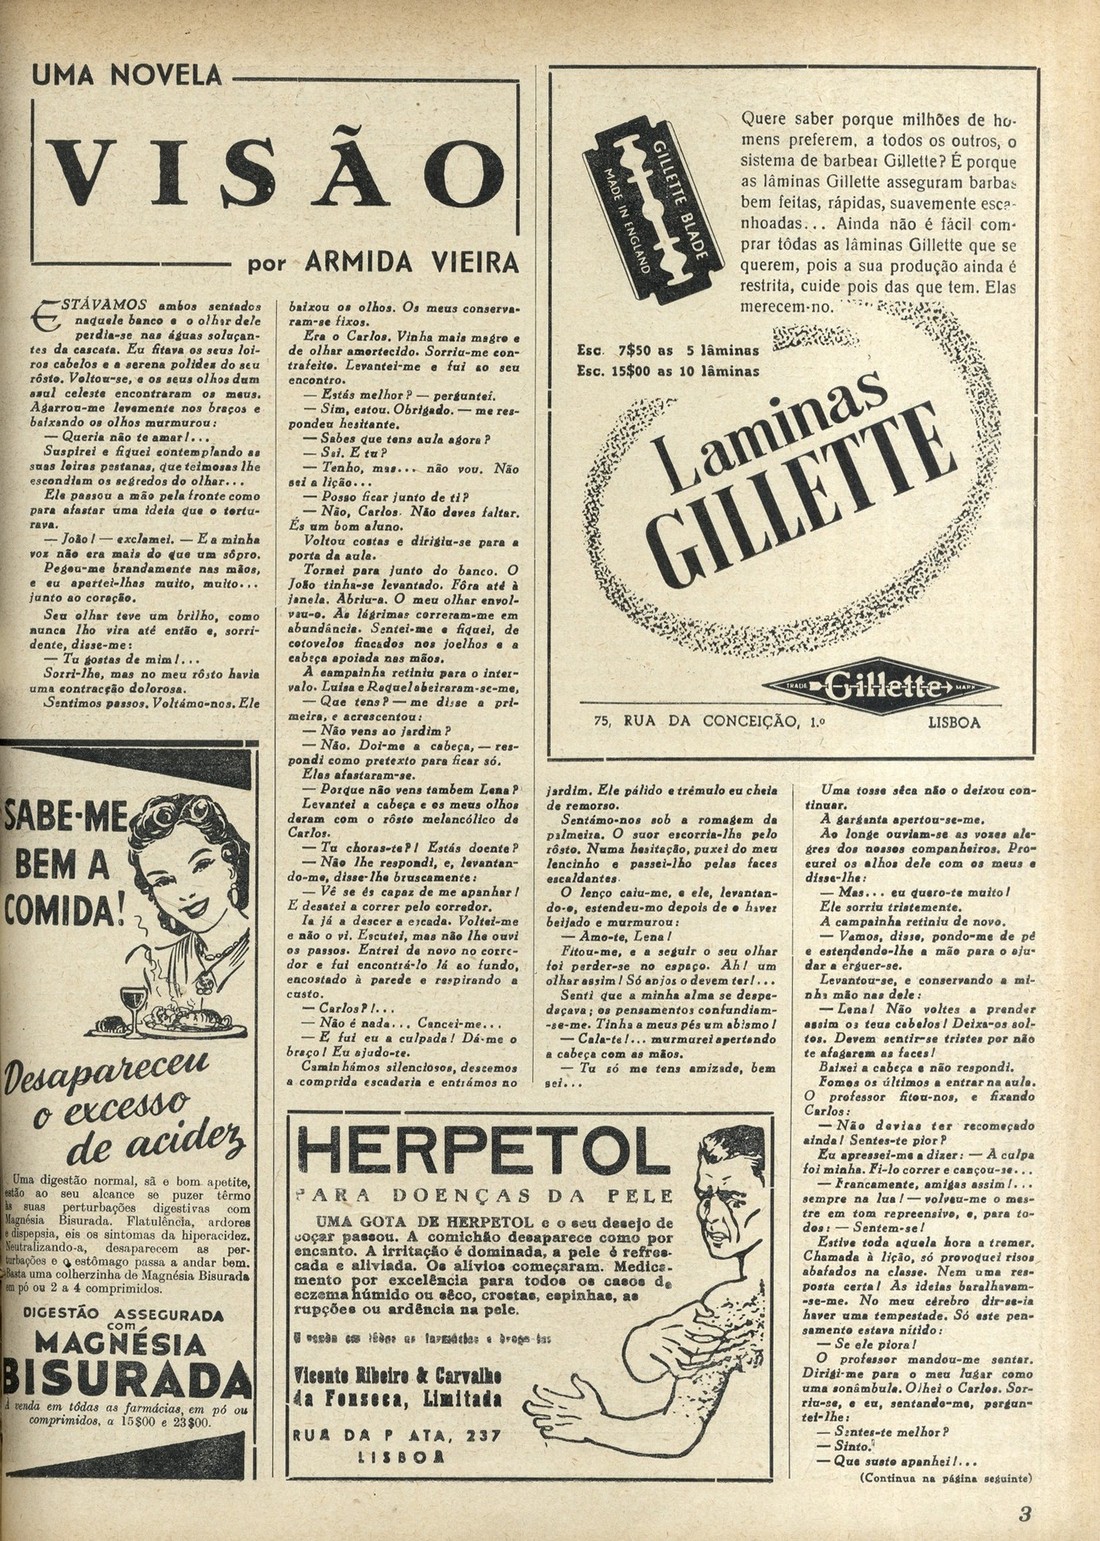 UMA NOVELA
VISÃO
por ARMIDA VIEIRA
ESTÁVAMOS ambos sentados
naquele banco e o olhar dele
perdia-se nas águas soluçan-
tes da cascata. Eu fitava os seus loi-
ros cabelos e a serena polidez do seu
rôsto. Voltou-se, e os seus olhos dum
azul celeste encontraram os meus.
Agarrou-me levemente nos braços e
baixando os olhos murmurou:
— Queria não te amar!...
Suspirei e fiquei contemplando as
suas loiras pestanas, que teimosas lhe
escondiam os segredos do olhar...
Ele passou a mão pela fronte como
para afastar uma ideia que o tortu-
rava.
— João! — exclamei. — E a minha
voz não era mais do que um sôpro.
Pegou-me brandamente nas mãos,
e eu apertei-lhas muito, muito...
junto ao coração.
Seu olhar teve um brilho, como
nunca lho vira até então e, sorri-
dente, disse-me:
— Tu gostas de mim!...
Sorri-lhe, mas no meu rôsto havia
uma contracção dolorosa.
Sentimos passos. Voltámo-nos. Ele
baixou os olhos. Os meus conserva-
ram-se fixos.
Era o Carlos. Vinha mais magro e
de olhar amortecido. Sorriu-me con-
trafeito. Levantei-me e fui ao seu
encontro.
— Estás melhor? — perguntei.
— Sim, estou. Obrigado. — me res-
pondeu hesitante.
— Sabes que tens aula agora?
— Sei. E tu?
— Tenho, mas... não vou. Não
sei a lição...
— Posso ficar junto de ti?
— Não, Carlos. Não deves faltar.
És um bom aluno.
Voltou costas e dirigiu-se para a
porta da aula.
Tornei para junto do banco. O
João tinha-se levantado. Fôra até à
janela. Abriu-a. O meu olhar envol-
veu-o. As lágrimas correram-me em
abundância. Sentei-me e fiquei, de
cotovelos fincados nos joelhos e a
cabeça apoiada nas mãos.
A campainha retiniu para o inter-
valo. Luísa e Raquel abeiraram-se-me,
— Que tens? — me disse a pri-
meira, e acrescentou:
— Não vens ao jardim?
— Não. Doi-me a cabeça, — res-
pondi como pretexto para ficar só.
Elas afastaram-se.
— Porque não vens tambem Lena?
Levantei a cabeça e os meus olhos
deram com o rôsto melancólico de
Carlos.
— Tu choraste?! Estás doente?
— Não lhe respondi, e, levantan-
do-me, disse-lhe bruscamente:
— Vê se és capaz de me apanhar!
E desatei a correr pelo corredor.
Ia já a descer a escada. Voltei-me
e não o vi. Escutei, mas não lhe ouvi
os passos. Entrei de novo no corre-
dor e fui encontrá-lo lá ao fundo,
encostado à parede e respirando a
custo.
— Carlos?!...
— Não é nada... Cancei-me...
— E fui eu a culpada! Dá-me o
braço! Eu ajudo-te.
Caminhámos silenciosos, descemos
a comprida escadaria e entrámos no
jardim. Ele pálido e trémulo eu cheia
de remorso.
Sentámo-nos sob a romagem da
palmeira. O suor escorria-lhe pelo
rôsto. Numa hesitação, puxei do meu
lencinho e passei-lho pelas faces
escaldantes.
O lenço caiu-me, e ele, levantan-
do-o, estendeu-mo depois de o haver
beijado e murmurou:
— Amo-te, Lena!
Fitou-me, e a seguir o seu olhar
foi perder-se no espaço. Ah! um
olhar assim! Só anjos o devem ter!...
Senti que a minha alma se despe-
daçava; os pensamentos confundiam-
-se-me. Tinha a meus pés um abismo!
— Cala-te!... murmurei apertando
a cabeça com as mãos.
— Tu só me tens amizade, bem
sei...
Uma tosse sêca não o deixou con-
tinuar.
A garganta apertou-se-me.
Ao longe ouviam-se as vozes ale-
gres dos nossos companheiros. Pro-
curei os olhos dele com os meus e
disse-lhe:
— Mas... eu quero-te muito!
Ele sorriu tristemente.
A campainha retiniu de novo.
— Vamos, disse, pondo-me de pé
e estendendo-lhe a mão para o aju-
dar a erguer-se.
Levantou-se, e conservando a mi-
nha mão nas dele:
— Lena! Não voltes a prender
assim os teus cabelos! Deixa-os sol-
tos. Devem sentir-se tristes por não
te afagarem as faces!
Baixei a cabeça e não respondi.
Fomos os últimos a entrar na aula.
O professor fitou-nos, e fixando
Carlos:
— Não devias ter recomeçado
ainda! Sentes-te pior?
Eu apressei-me a dizer: — A culpa
foi minha. Fi-lo correr e cançou-se...
— Francamente, amigas assim!...
sempre na lua! — volveu-me o mes-
tre em tom repreensivo, e, para to-
dos: — Sentem-se!
Estive toda aquela hora a tremer.
Chamada à lição, só provoquei risos
abafados na classe. Nem uma res-
posta certa! As ideias baralhavam-
-se-me. No meu cérebro dir-se-ia
haver uma tempestade. Só este pen-
samento estava nítido:
— Se ele piora!
O professor mandou-me sentar.
Dirigi-me para o meu lugar como
uma sonâmbula. Olhei o Carlos. Sor-
riu-se, e eu, sentando-me, pergun-
tei-lhe:
— Sentes-te melhor?
— Sinto.
— Que susto apanhei!...
(Continua na página seguinte)
GILLETTE BLADE
MADE IN ENGLAND
Quere saber porque milhões de ho-
mens preferem, a todos os outros, o
sistema de barbear Gillette? É porque
as lâminas Gillette asseguram barbas
bem feitas, rápidas, suavemente esca-
nhoadas... Ainda não é fácil com-
prar tôdas as lâminas Gillette que se
querem, pois a sua produção ainda é
restrita, cuide pois das que tem. Elas
merecem-no.
Esc. 7$50 as 5 lâminas
Esc. 15$00 as 10 lâminas
Laminas
GILLETTE
TRADE Gillette MARK
75, RUA DA CONCEIÇÃO, 1.º LISBOA
SABE-ME
BEM A
COMIDA!
Desapareceu
o excesso
de acidez
Uma digestão normal, sã e bom apetite,
estão ao seu alcance se puzer têrmo
às suas perturbações digestivas com
Magnésia Bisurada. Flatulência, ardores
e dispepsia, eis os sintomas da hiperacidez.
Neutralizando-a, desaparecem as per-
turbações e o estômago passa a andar bem.
Basta uma colherzinha de Magnésia Bisurada
em pó ou 2 a 4 comprimidos.
DIGESTÃO ASSEGURADA
com
MAGNÉSIA
BISURADA
À venda em tôdas as farmácias, em pó ou
comprimidos, a 15$00 e 23$00.
HERPETOL
PARA DOENÇAS DA PELE
UMA GOTA DE HERPETOL e o seu desejo de
coçar passou. A comichão desaparece como por
encanto. A irritação é dominada, a pele é refres-
cada e aliviada. Os alívios começaram. Medica-
mento por excelência para todos os casos de
eczema húmido ou sêco, crostas, espinhas, as
rupções ou ardência na pele.
venda em tôdas as farmácias e drogarias
Vicente Ribeiro & Carvalho
da Fonseca, Limitada
RUA DA P ATA, 237
LISBOA
3